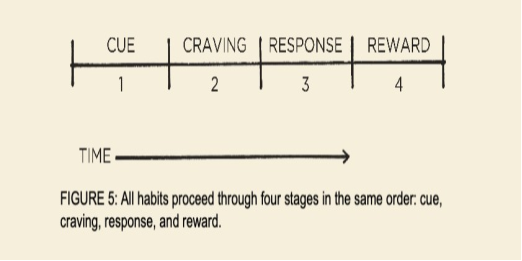 CUE CRAVING RESPONSE REWARD
1 2 3 4
TIME
FIGURE 5: All habits proceed through four stages in the same order: cue,
craving, response, and reward.